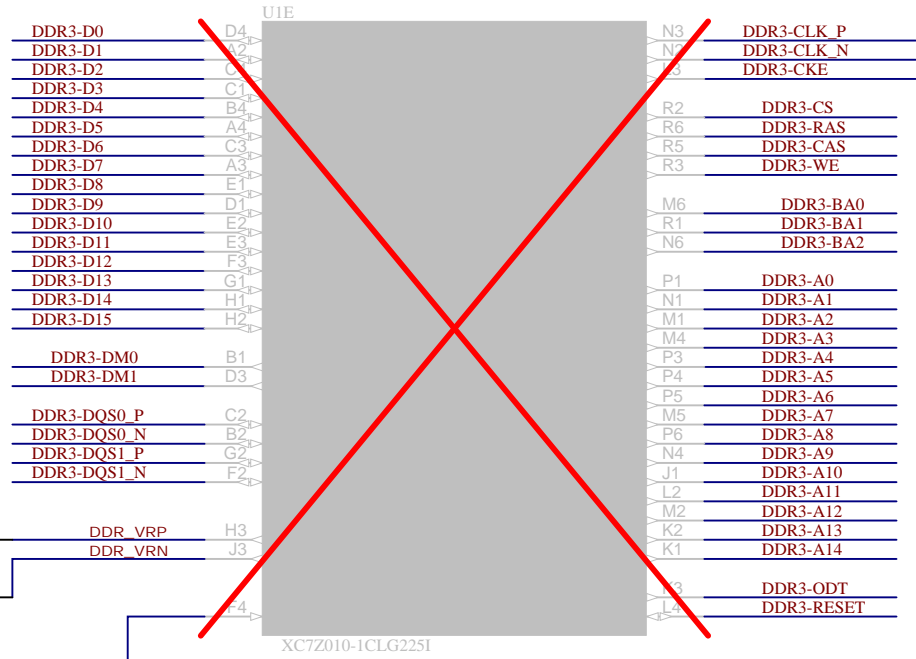 U1E
DDR3-D0 D4
DDR3-D1 A2
DDR3-D2
DDR3-D3 C1
DDR3-D4 B4
DDR3-D5 A4
DDR3-D6 C3
DDR3-D7 A3
DDR3-D8 E1
DDR3-D9 D1
DDR3-D10 E2
DDR3-D11 E3
DDR3-D12 F3
DDR3-D13 G1
DDR3-D14 H1
DDR3-D15 H2
DDR3-DM0 B1
DDR3-DM1 D3
DDR3-DQS0_P C2
DDR3-DQS0_N B2
DDR3-DQS1_P G2
DDR3-DQS1_N F2
DDR_VRP H3
DDR_VRN J3
F4
N3 DDR3-CLK_P
N2 DDR3-CLK_N
DDR3-CKE
R2 DDR3-CS
R6 DDR3-RAS
R5 DDR3-CAS
R3 DDR3-WE
M6 DDR3-BA0
R1 DDR3-BA1
N6 DDR3-BA2
P1 DDR3-A0
N1 DDR3-A1
M1 DDR3-A2
M4 DDR3-A3
P3 DDR3-A4
P4 DDR3-A5
P5 DDR3-A6
M5 DDR3-A7
P6 DDR3-A8
N4 DDR3-A9
J1 DDR3-A10
L2 DDR3-A11
M2 DDR3-A12
K2 DDR3-A13
K1 DDR3-A14
K3 DDR3-ODT
L4 DDR3-RESET
XC7Z010-1CLG225I